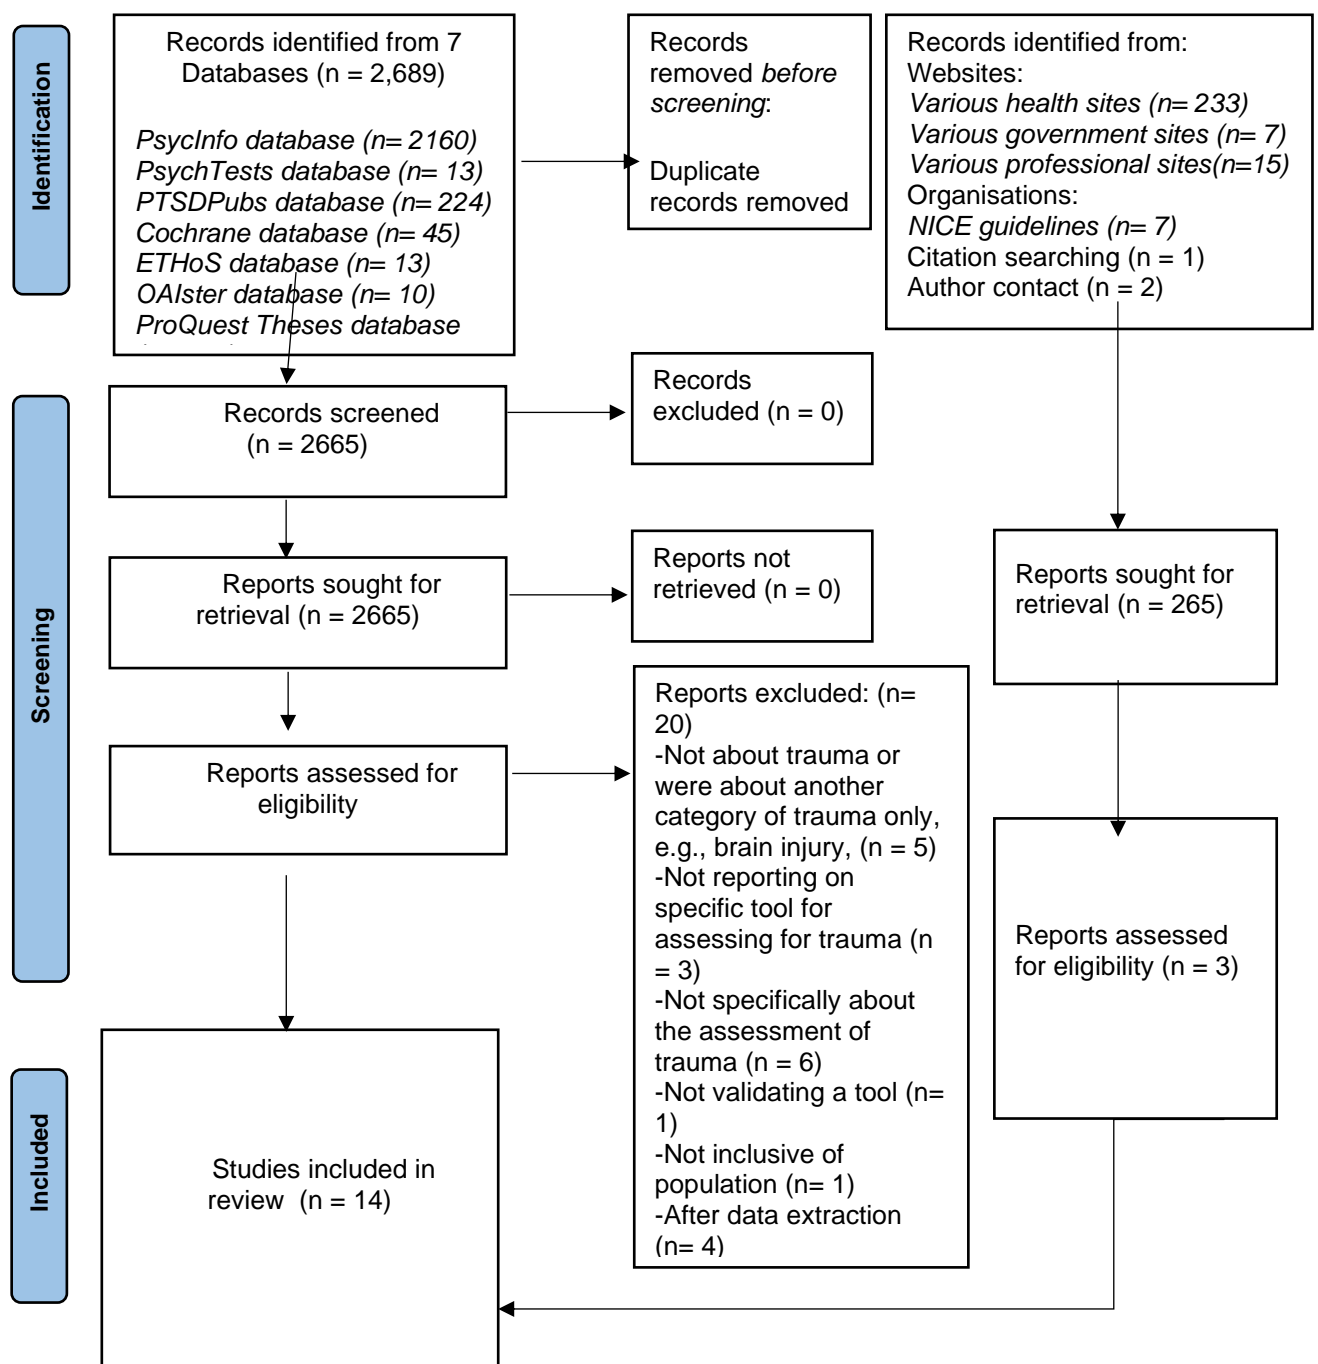 Identification
Records identified from 7
Databases (n = 2,689)
PsycInfo database (n= 2160)
PsychTests database (n= 13)
PTSDPubs database (n= 224)
Cochrane database (n= 45)
ETHoS database (n= 13)
OAIster database (n= 10)
ProQuest Theses database
Records
removed before
screening:
Duplicate
records removed
Records identified from:
Websites:
Various health sites (n= 233)
Various government sites (n= 7)
Various professional sites(n=15)
Organisations:
NICE guidelines (n= 7)
Citation searching (n = 1)
Author contact (n = 2)
Screening
Records screened
(n = 2665)
Records
excluded (n = 0)
Reports sought for
retrieval (n = 2665)
Reports not
retrieved (n = 0)
Reports sought for
retrieval (n = 265)
Reports assessed for
eligibility
Reports excluded: (n=
20)
-Not about trauma or
were about another
category of trauma only,
e.g., brain injury, (n = 5)
-Not reporting on
specific tool for
assessing for trauma (n
= 3)
-Not specifically about
the assessment of
trauma (n = 6)
-Not validating a tool (n=
1)
-Not inclusive of
population (n= 1)
-After data extraction
(n= 4)
Reports assessed
for eligibility (n = 3)
Included
Studies included in
review (n = 14)